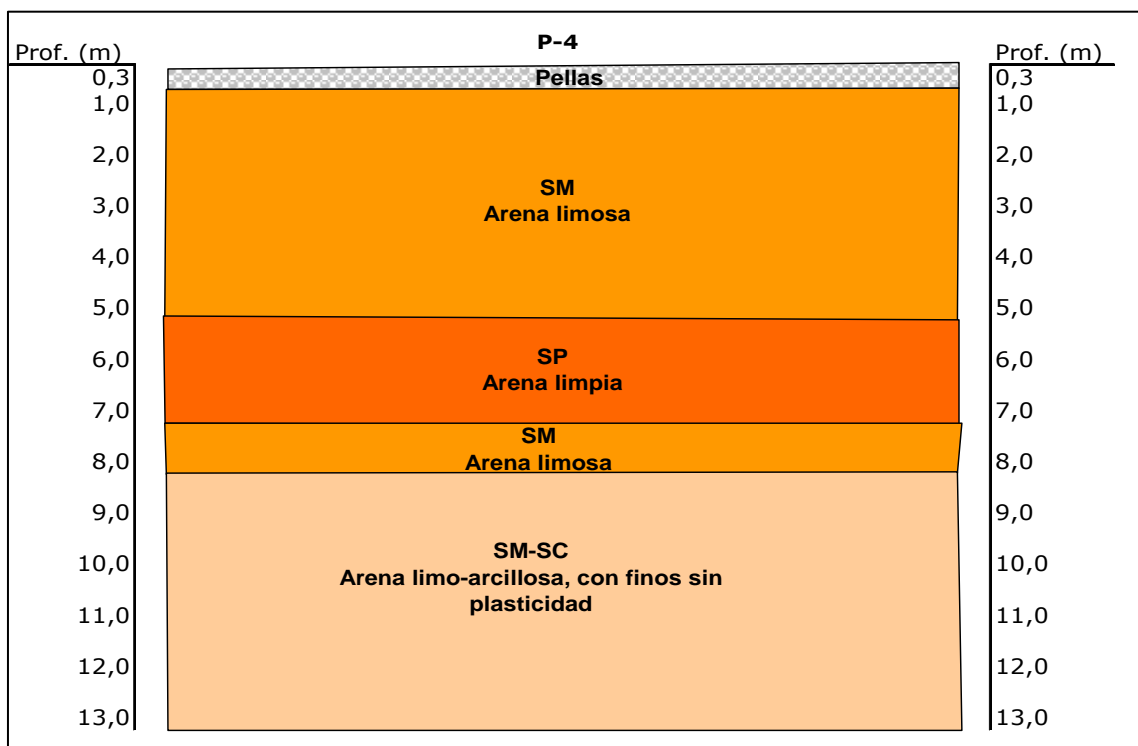 P-4
Prof. (m)
Prof. (m)
0,3
Pellas
0,3
1,0
1,0
2,0
2,0
SM
3,0
Arena limosa
3,0
4,0
4,0
5,0
5,0
SP
6,0
6,0
Arena limpia
7,0
7,0
SM
8,0
Arena limosa
8,0
9,0
9,0
SM-SC
10,0
10,0
Arena limo-arcillosa, con finos sin
plasticidad
11,0
11,0
12,0
12,0
13,0
13,0